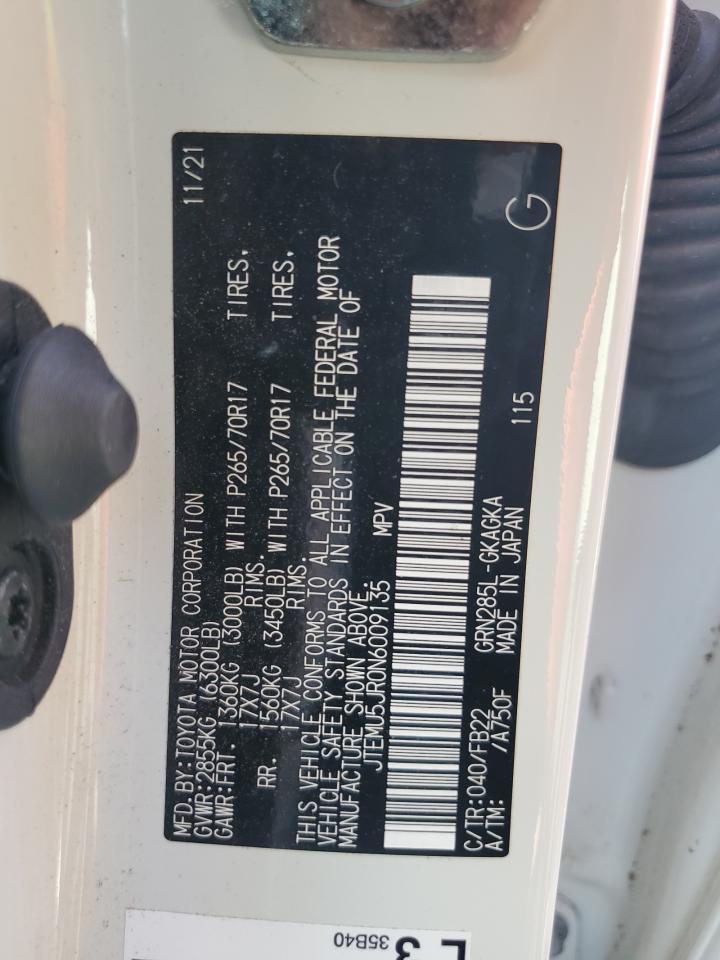 MFD.BY:TOYOTA MOTOR CORPORATION 11/21
GVWR:2855KG (6300LB)
GAWR:FRT. 1360KG (3000LB) WITH P265/70R17 TIRES,
17X7J RIMS.
RR. 1560KG (3450LB) WITH P265/70R17 TIRES,
17X7J RIMS.
THIS VEHICLE CONFORMS TO ALL APPLICABLE FEDERAL MOTOR
VEHICLE SAFETY STANDARDS IN EFFECT ON THE DATE OF
MANUFACTURE SHOWN ABOVE.
JTEMU5JR0N6009135 MPV
C/TR:040/FB22 GRN285L-GKAGKA 115 G
A/TM: /A750F MADE IN JAPAN
35B40